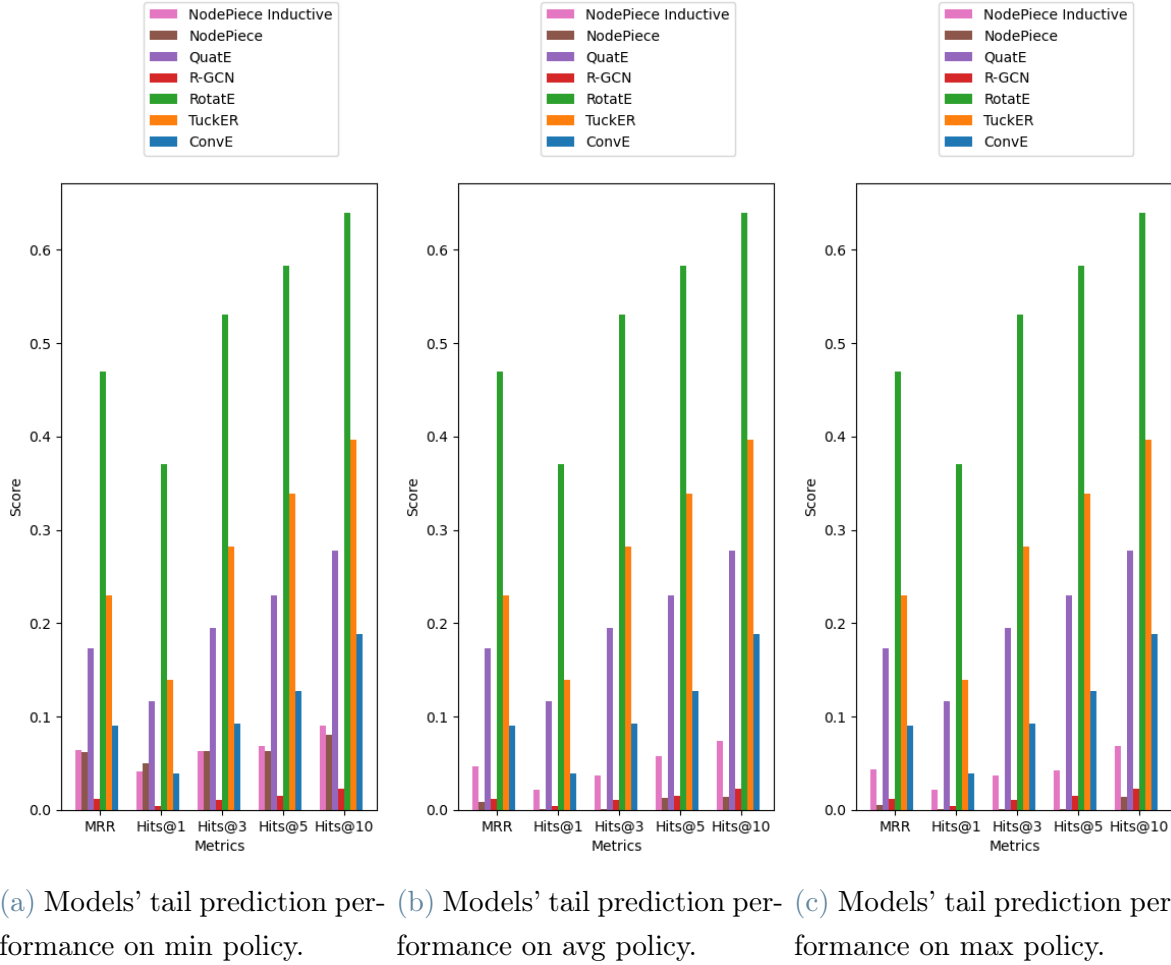 NodePiece Inductive
NodePiece
QuatE
R-GCN
RotatE
TuckER
ConvE
0.6
0.5
0.4
0.3
0.2
0.1
0.0
Score
MRR Hits@1 Hits@3 Hits@5 Hits@10
Metrics
(a) Models' tail prediction per-
formance on min policy.
NodePiece Inductive
NodePiece
QuatE
R-GCN
RotatE
TuckER
ConvE
0.6
0.5
0.4
0.3
0.2
0.1
0.0
Score
MRR Hits@1 Hits@3 Hits@5 Hits@10
Metrics
(b) Models' tail prediction per-
formance on avg policy.
NodePiece Inductive
NodePiece
QuatE
R-GCN
RotatE
TuckER
ConvE
0.6
0.5
0.4
0.3
0.2
0.1
0.0
Score
MRR Hits@1 Hits@3 Hits@5 Hits@10
Metrics
(c) Models' tail prediction per
formance on max policy.